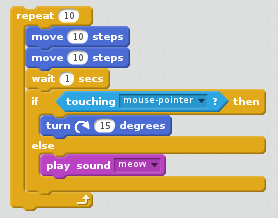 repeat 10
move 10 steps
move 10 steps
wait 1 secs
if touching mouse-pointer ? then
turn 15 degrees
else
play sound meow